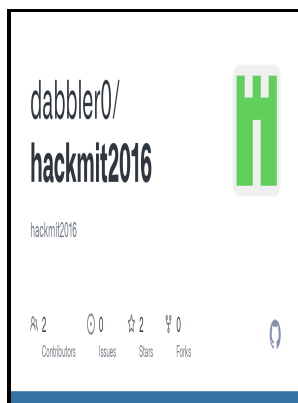 dabbler0/
hackmit2016
hackmit2016
2 0 2 0
Contributors Issues Stars Forks